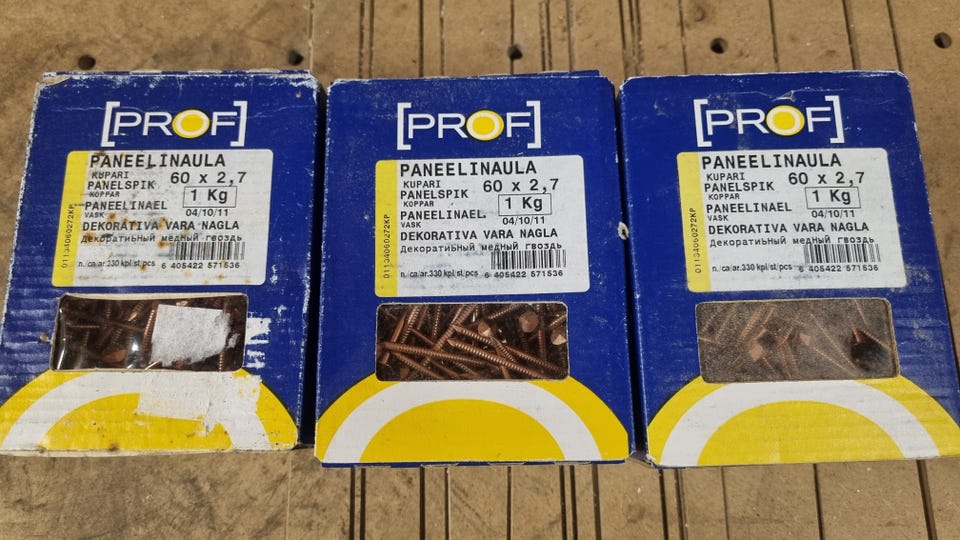 [PROF]
PANEELINAULA
KUPARI 60 x 2,7
PANELSPIK
KOPPAR 1 Kg
PANEELINAEL
VASK 04/10/11
DEKORATIVA VARA NAGLA
Декоративный медный гвоздь
n. ca/ar.330 kpl/st/pcs 6 405422 571536
01134060272KP
[PROF]
PANEELINAULA
KUPARI 60 x 2,7
PANELSPIK
KOPPAR 1 Kg
PANEELINAEL
VASK 04/10/11
DEKORATIVA VARA NAGLA
Декоративный медный гвоздь
n. ca/ar.330 kpl/st/pcs 6 405422 571536
01134060272KP
[PROF]
PANEELINAULA
KUPARI 60 x 2,7
PANELSPIK
KOPPAR 1 Kg
PANEELINAEL
VASK 04/10/11
DEKORATIVA VARA NAGLA
Декоративный медный гвоздь
n. ca/ar.330 kpl/st/pcs 6 405422 571536
01134060272KP